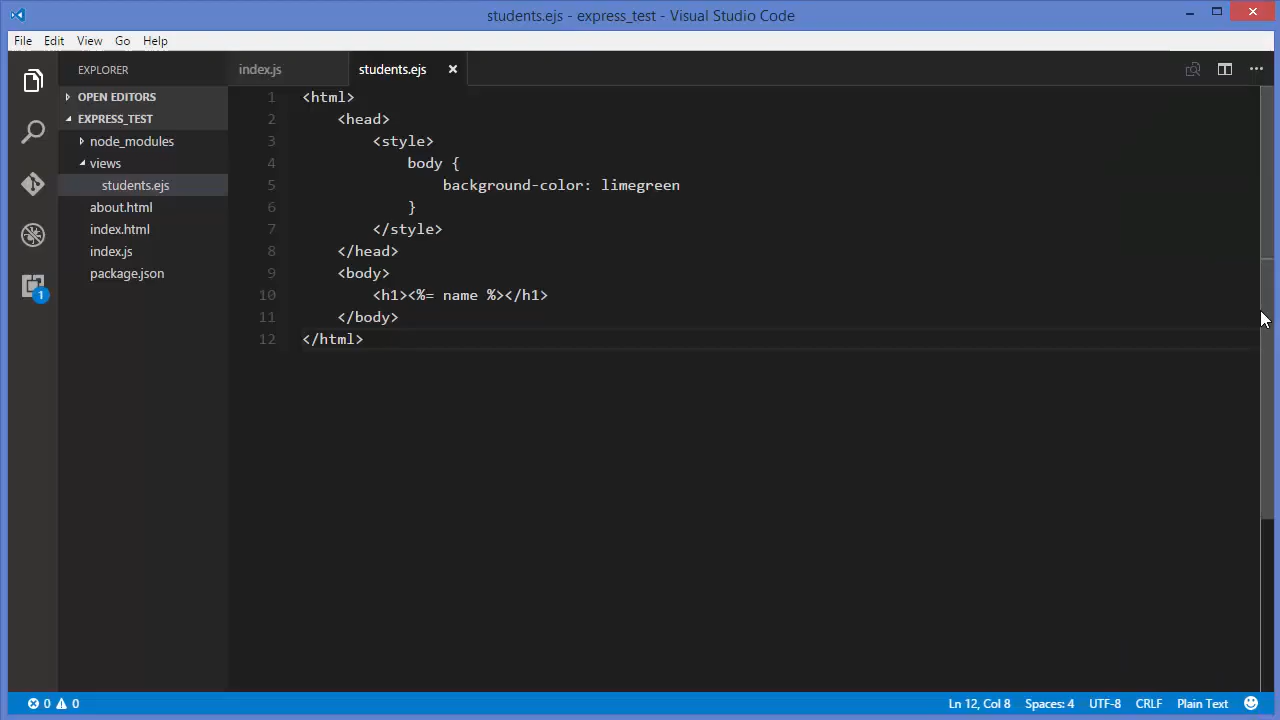 students.ejs - express_test - Visual Studio Code
File Edit View Go Help
EXPLORER
OPEN EDITORS
EXPRESS_TEST
node_modules
views
students.ejs
about.html
index.html
index.js
package.json
1
index.js students.ejs
1 <html>
2 <head>
3 <style>
4 body {
5 background-color: limegreen
6 }
7 </style>
8 </head>
9 <body>
10 <h1><%= name %></h1>
11 </body>
12 </html>
0 0 Ln 12, Col 8 Spaces: 4 UTF-8 CRLF Plain Text